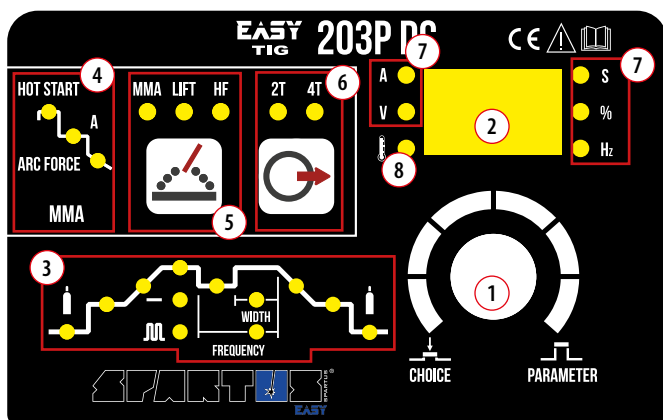 EASY
TIG
203P DC
CE
7
7
4
HOT START
A
ARC FORCE
MMA
MMA LIFT HF
5
2T 4T
6
A
V
8
2
S
%
Hz
3
WIDTH
FREQUENCY
1
CHOICE
PARAMETER
SPARTUS®
SPARTUS
EASY